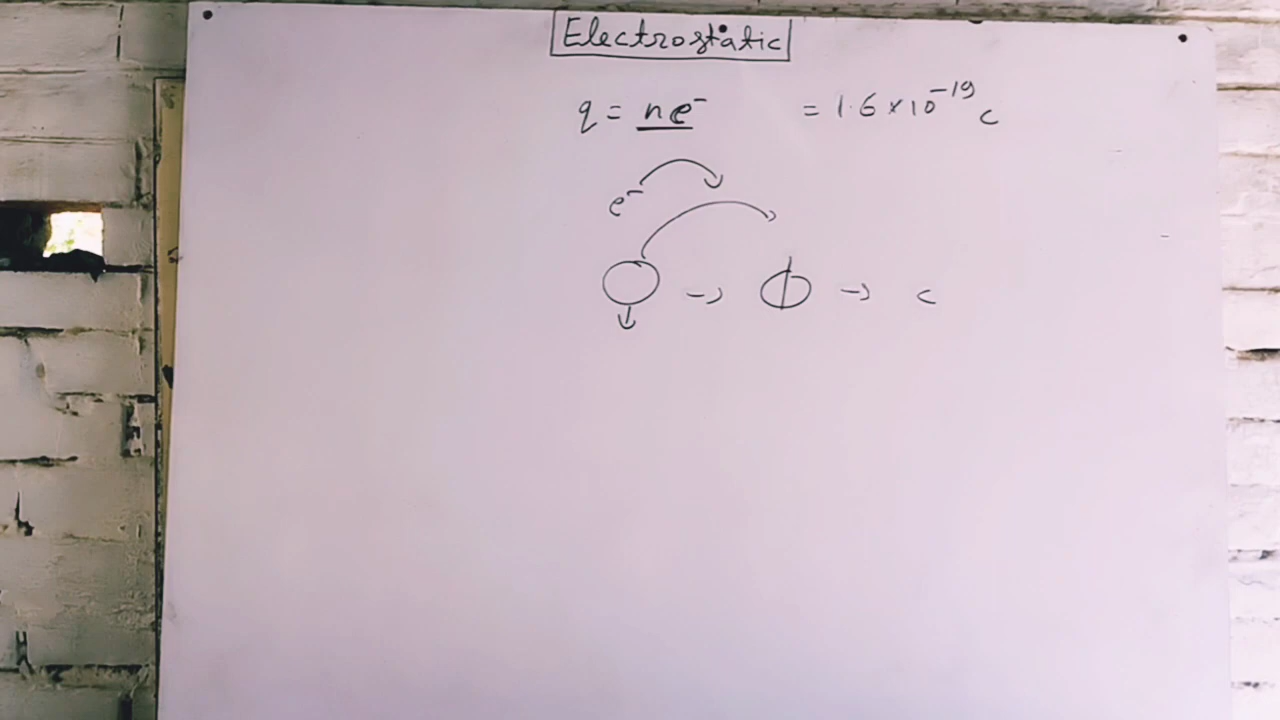 Electrostatic
q = ne⁻ = 1.6 × 10⁻¹⁹ c
e⁻
→ → c